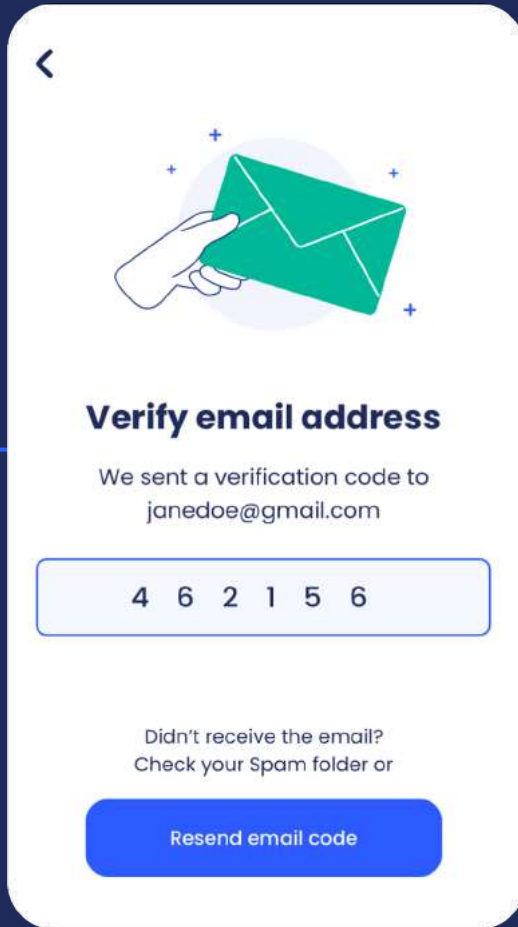 Verify email address
We sent a verification code to
janedoe@gmail.com
4 6 2 1 5 6
Didn't receive the email?
Check your Spam folder or
Resend email code